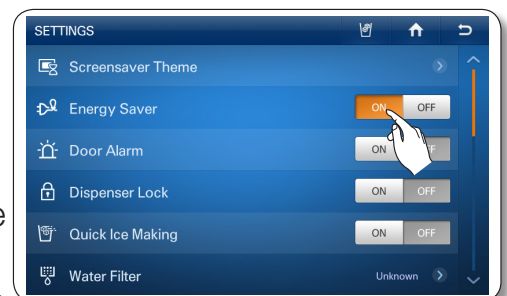 SETTINGS
Screensaver Theme
Energy Saver ON OFF
Door Alarm ON
Dispenser Lock ON OFF
Quick Ice Making ON OFF
Water Filter Unknown
e